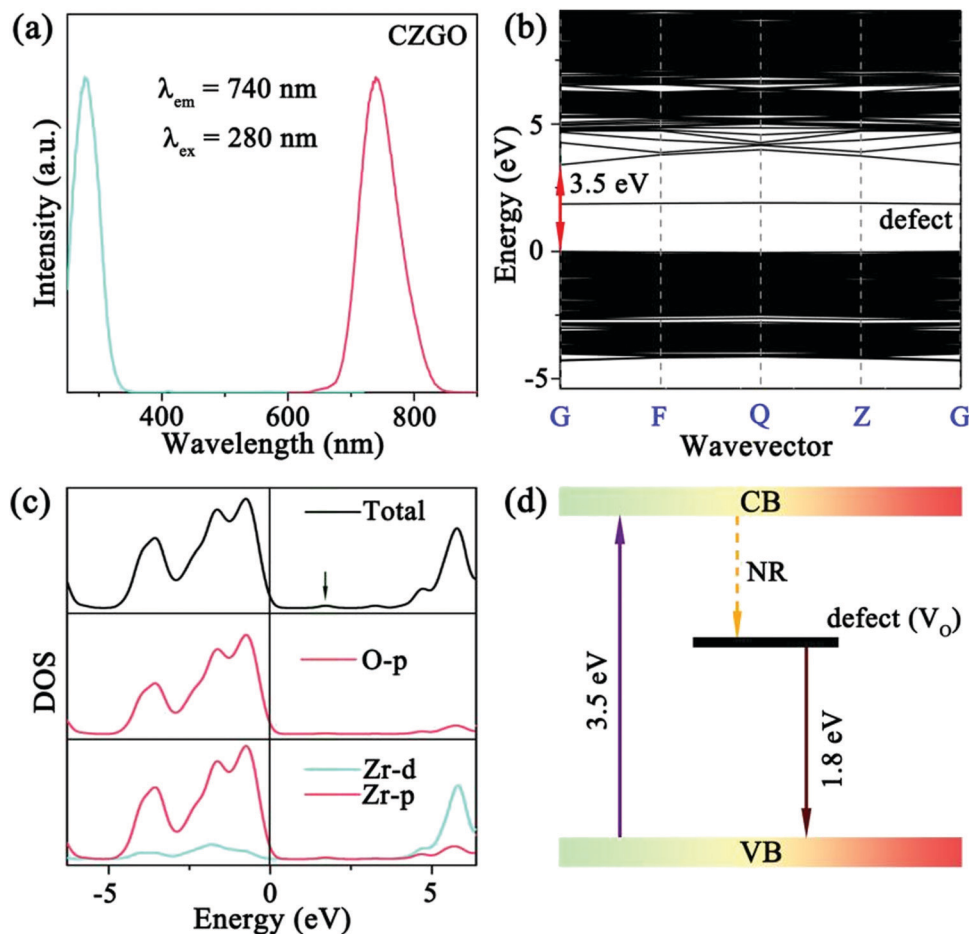 (a)
CZGO
λem = 740 nm
λex = 280 nm
Intensity (a.u.)
400
600
800
Wavelength (nm)
(b)
5
0
-5
Energy (eV)
3.5 eV
defect
G
F
Q
Z
G
Wavevector
(c)
Total
O-p
Zr-d
Zr-p
DOS
-5
0
5
Energy (eV)
(d)
CB
NR
defect (VO)
3.5 eV
1.8 eV
VB